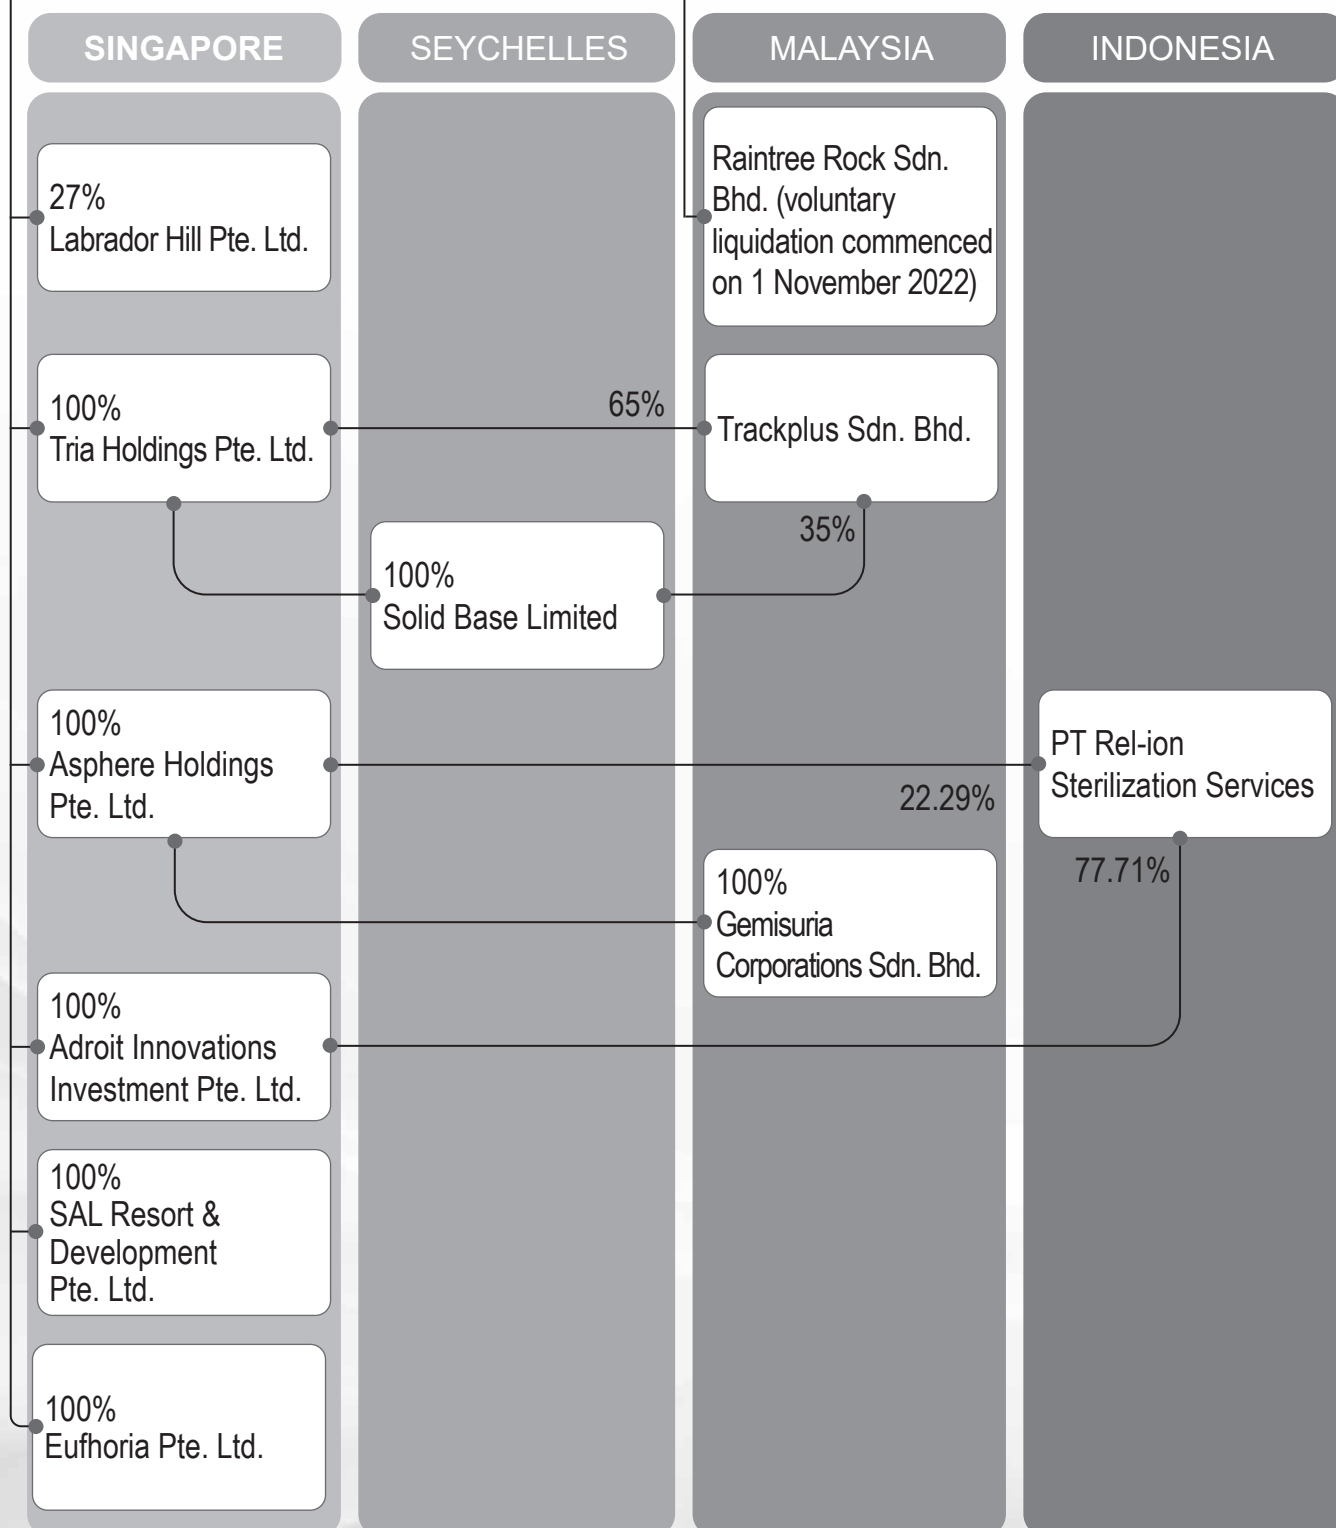 SINGAPORE
SEYCHELLES
MALAYSIA
INDONESIA
27%
Labrador Hill Pte. Ltd.
Raintree Rock Sdn.
Bhd. (voluntary
liquidation commenced
on 1 November 2022)
100%
Tria Holdings Pte. Ltd.
65%
Trackplus Sdn. Bhd.
35%
100%
Solid Base Limited
100%
Asphere Holdings
Pte. Ltd.
22.29%
PT Rel-ion
Sterilization Services
77.71%
100%
Gemisuria
Corporations Sdn. Bhd.
100%
Adroit Innovations
Investment Pte. Ltd.
100%
SAL Resort &
Development
Pte. Ltd.
100%
Eufhoria Pte. Ltd.